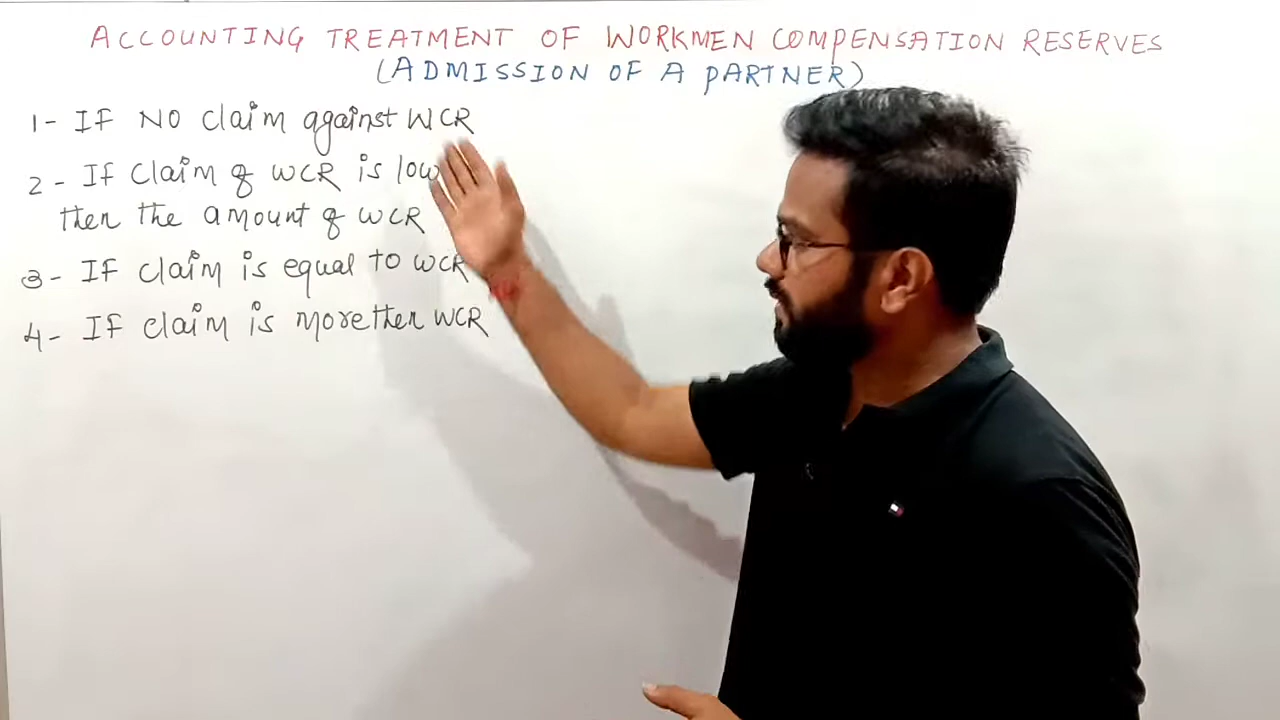 ACCOUNTING TREATMENT OF WORKMEN COMPENSATION RESERVES
(ADMISSION OF A PARTNER)
1- IF NO claim against WCR
2 - If Claim of WCR is low
then the amount of WCR
3 - IF claim is equal to WCR
4 - IF claim is more then WCR